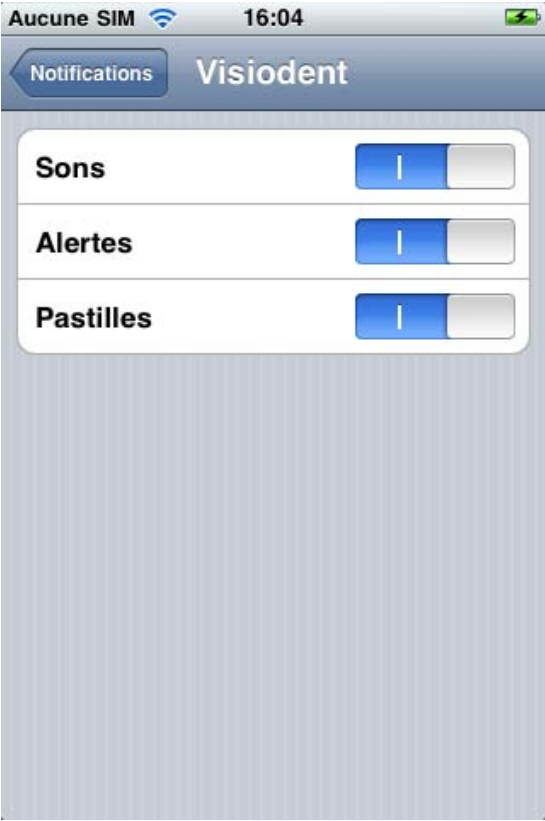 Aucune SIM 16:04
Notifications Visiodent
Sons
Alertes
Pastilles